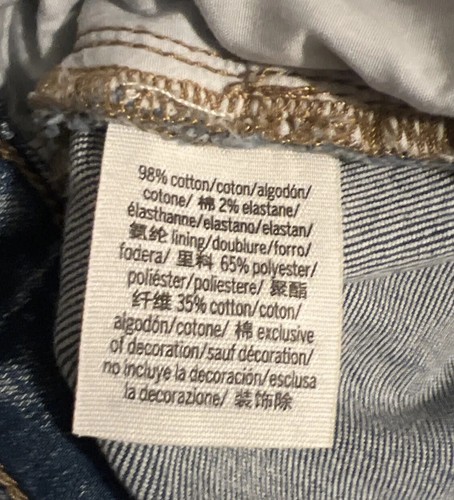 98% cotton/coton/algodón/
cotone/ 棉 2% elastane/
élasthanne/elastano/elastan/
氨纶 lining/doublure/forro/
fodera/ 里料 65% polyester/
poliéster/poliestere/ 聚酯
纤维 35% cotton/coton/
algodón/cotone/ 棉 exclusive
of decoration/sauf décoration/
no incluye la decoración/esclusa
la decorazione/ 装饰除